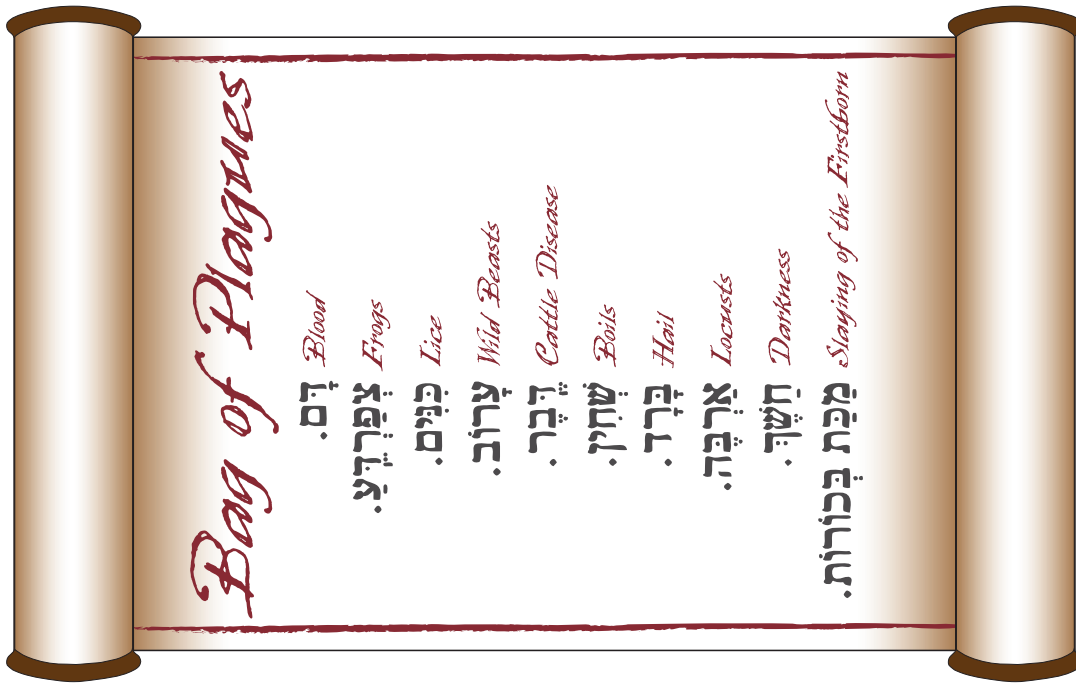 Bag of Plagues
דָּם. Blood
צְפַרְדֵּעַ. Frogs
כִּנִּים. Lice
עָרוֹב. Wild Beasts
דֶּבֶר. Cattle Disease
שְׁחִין. Boils
בָּרָד. Hail
אַרְבֶּה. Locusts
חַשֶׁךְ. Darkness
מַכַּת בְּכוֹרוֹת. Slaying of the Firstborn